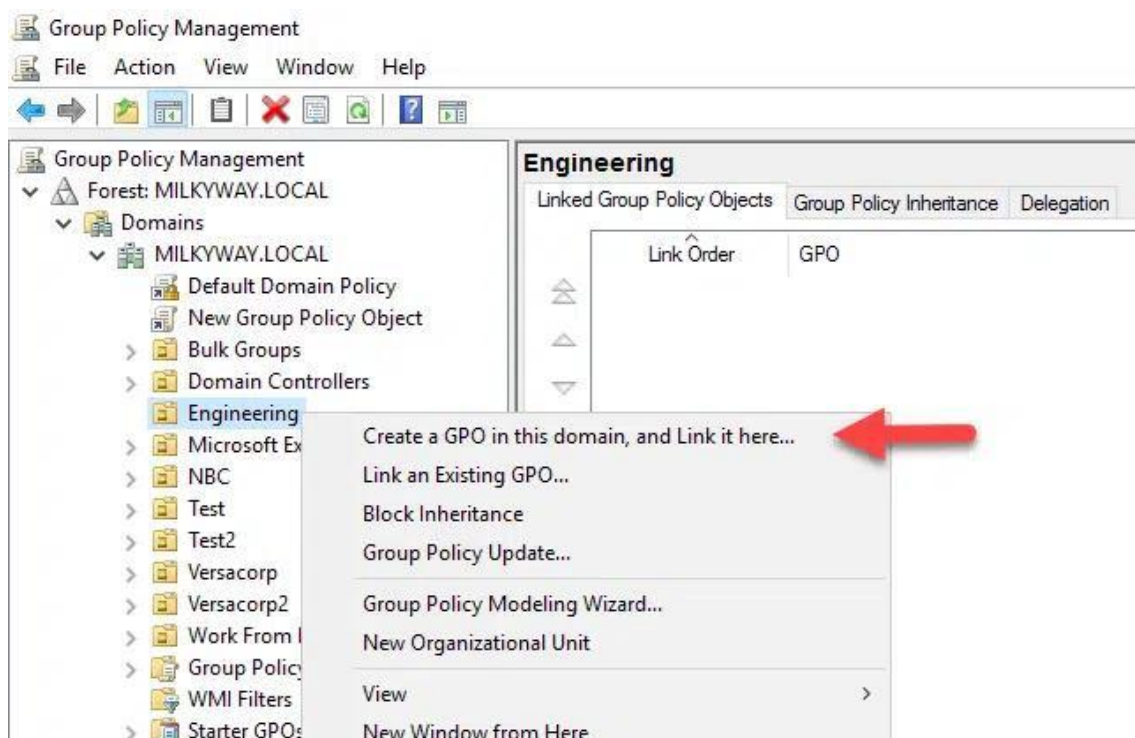 Group Policy Management
File Action View Window Help
Group Policy Management
Forest: MILKYWAY.LOCAL
Domains
MILKYWAY.LOCAL
Default Domain Policy
New Group Policy Object
Bulk Groups
Domain Controllers
Engineering
Microsoft Ex
NBC
Test
Test2
Versacorp
Versacorp2
Work From
Group Policy
WMI Filters
Starter GPOs
Engineering
Linked Group Policy Objects Group Policy Inheritance Delegation
Link Order GPO
Create a GPO in this domain, and Link it here...
Link an Existing GPO...
Block Inheritance
Group Policy Update...
Group Policy Modeling Wizard...
New Organizational Unit
View
New Window from Here